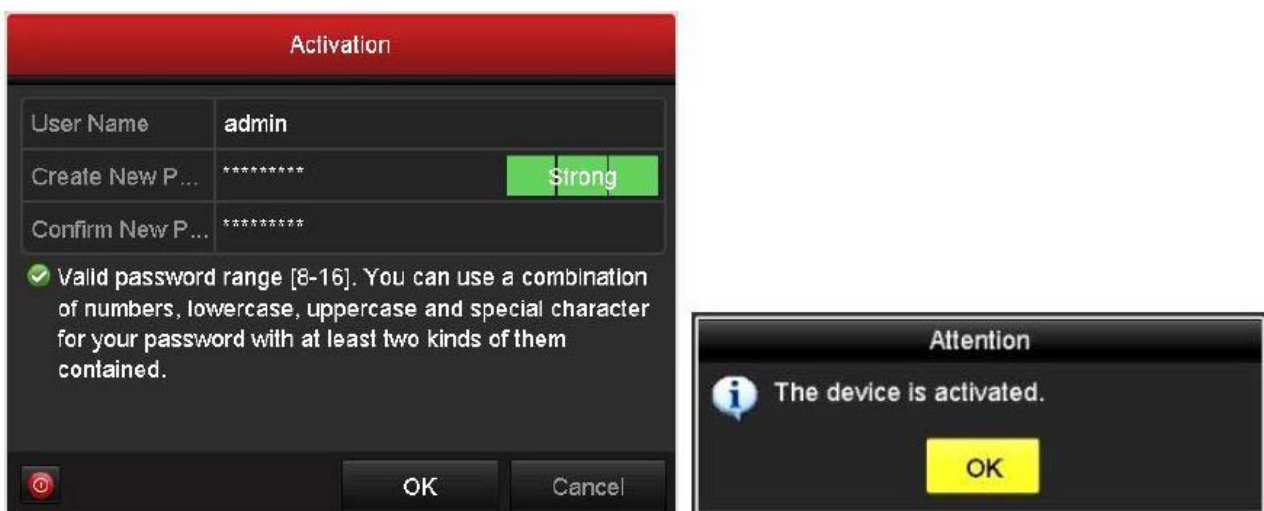 Activation
User Name admin
Create New P... ********* Strong
Confirm New P... *********
Valid password range [8-16]. You can use a combination
of numbers, lowercase, uppercase and special character
for your password with at least two kinds of them
contained.
OK Cancel
Attention
The device is activated.
OK